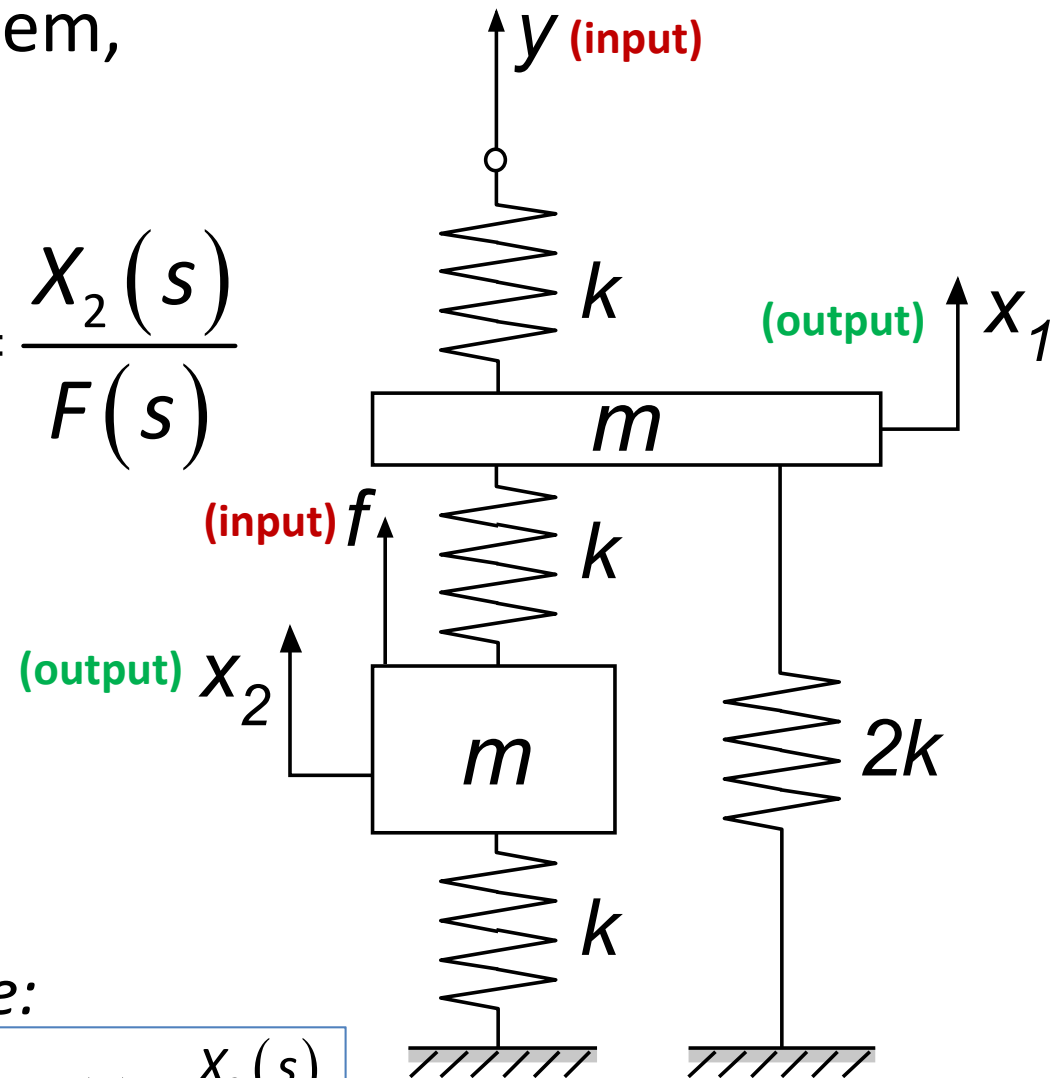 em,
y (input)
= X₂(s) / F(s)
k
(output) x₁
m
(input) f
k
(output) x₂
m
2k
k
e:
(s)